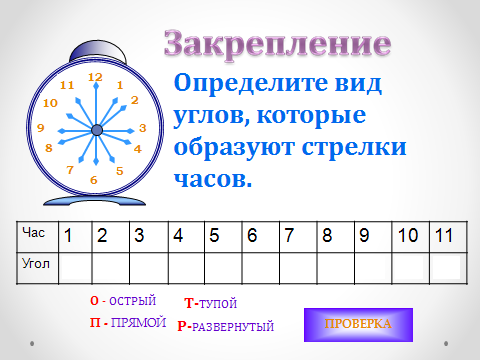 Закрепление
Определите вид
углов, которые
образуют стрелки
часов.
12
11 1
10 2
9 3
8 4
7 5
6
Час 1 2 3 4 5 6 7 8 9 10 11
Угол
О - ОСТРЫЙ Т-ТУПОЙ
П - ПРЯМОЙ Р-РАЗВЕРНУТЫЙ
ПРОВЕРКА